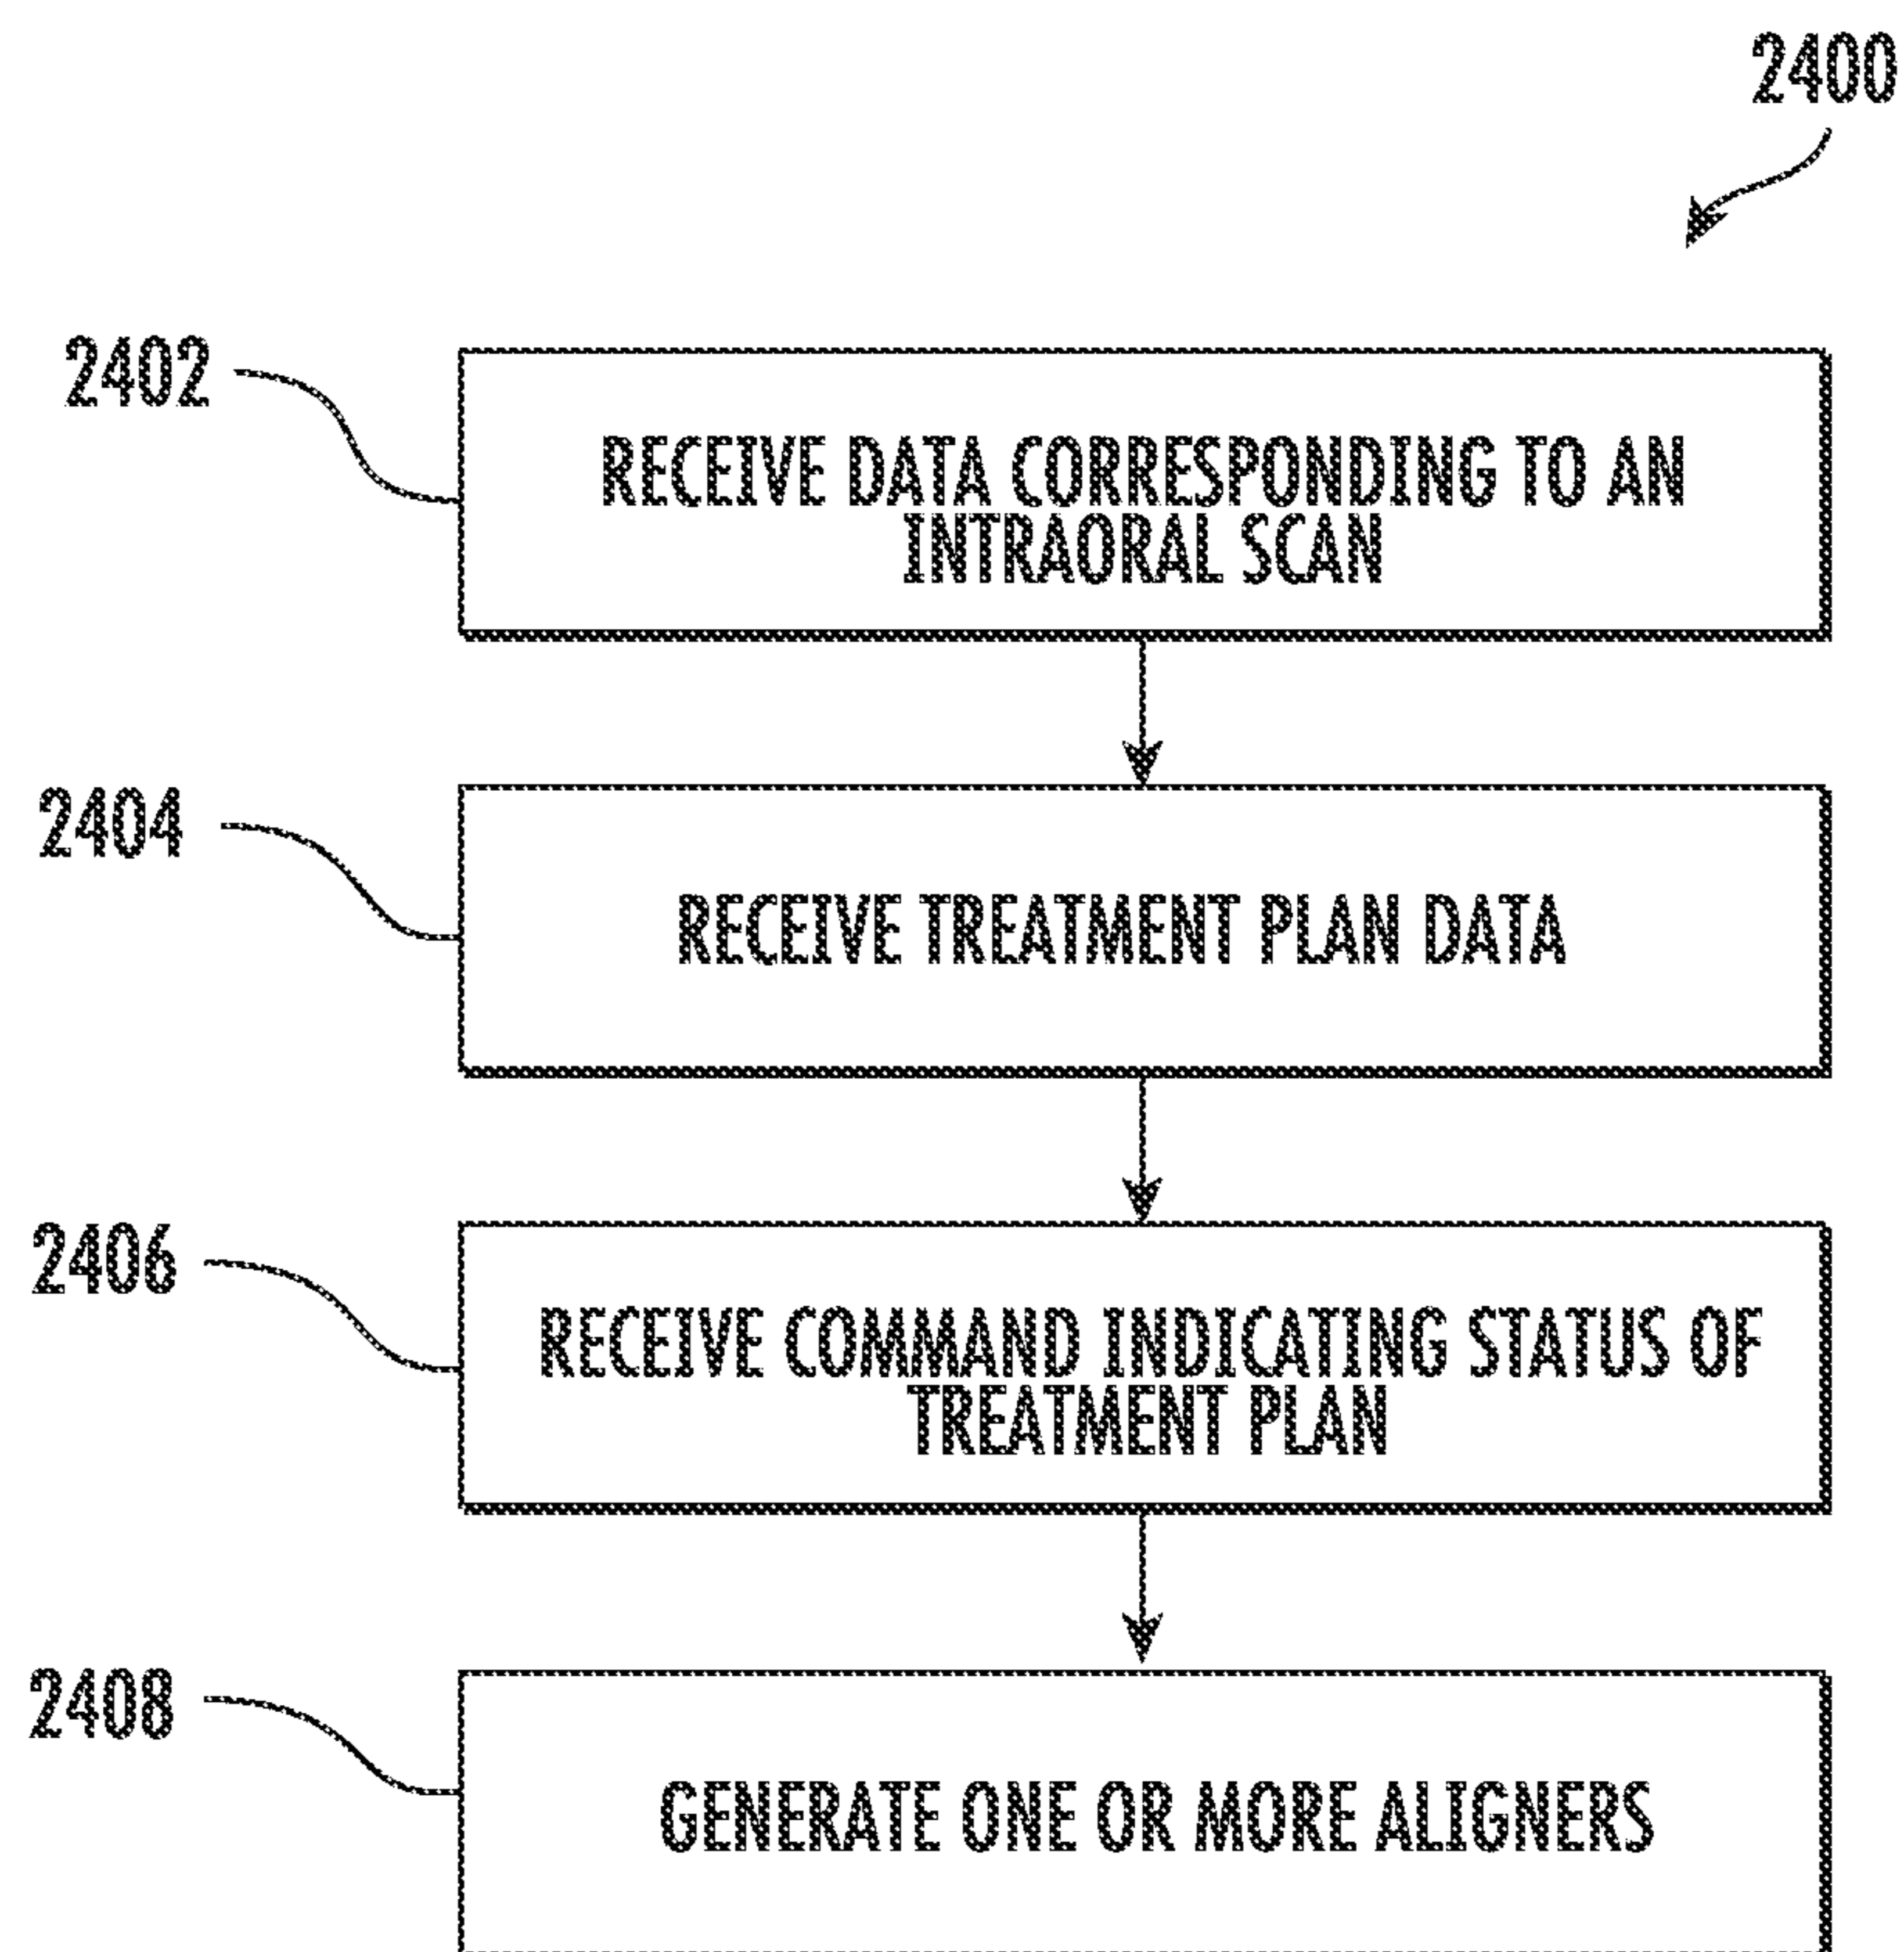 2400
2402
RECEIVE DATA CORRESPONDING TO AN
INTRAORAL SCAN
2404
RECEIVE TREATMENT PLAN DATA
2406
RECEIVE COMMAND INDICATING STATUS OF
TREATMENT PLAN
2408
GENERATE ONE OR MORE ALIGNERS